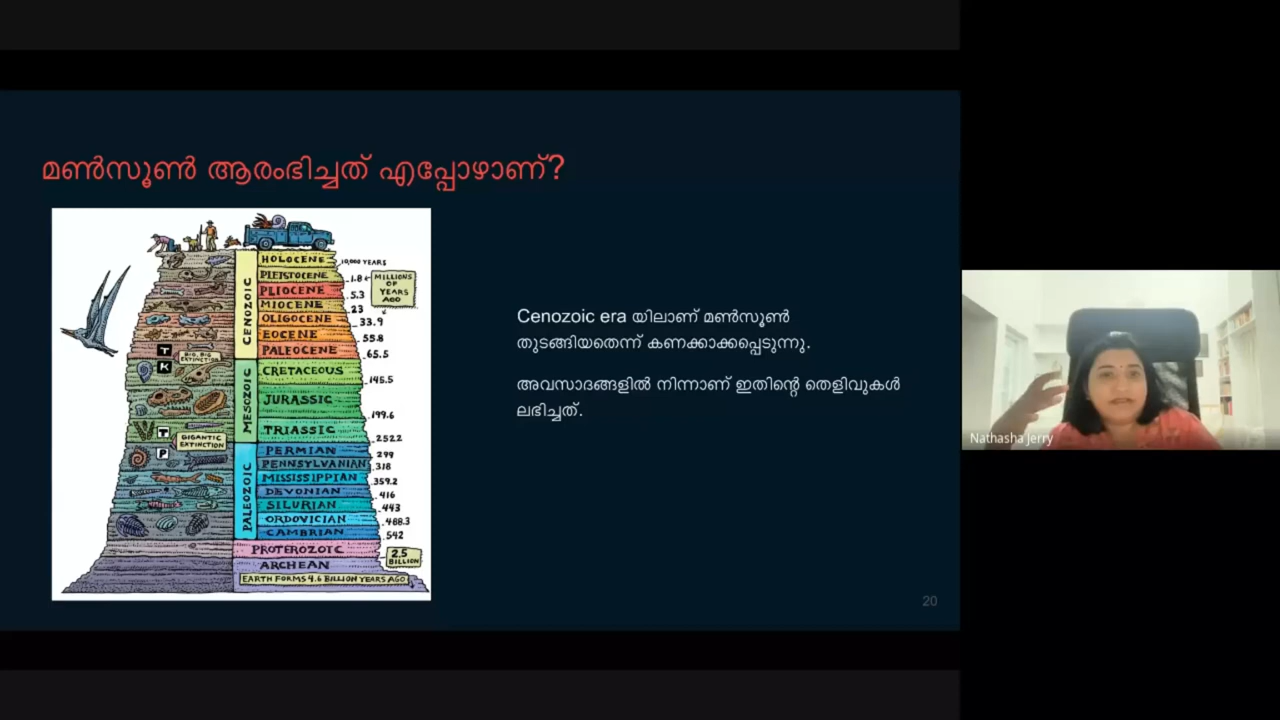 മൺസൂൺ ആരംഭിച്ചത് എപ്പോഴാണ്?
HOLOCENE
10,000 YEARS
PLEISTOCENE
1.8
MILLIONS
OF
YEARS
AGO
PLIOCENE
5.3
MIOCENE
23
OLIGOCENE
33.9
EOCENE
55.8
PALEOCENE
65.5
CENOZOIC
T
K
BIG, BIG
EXTINCTION
CRETACEOUS
145.5
JURASSIC
199.6
TRIASSIC
252.2
MESOZOIC
T
P
GIGANTIC
EXTINCTION
PERMIAN
299
PENNSYLVANIAN
318
MISSISSIPPIAN
359.2
DEVONIAN
416
SILURIAN
443
ORDOVICIAN
488.3
CAMBRIAN
542
PALEOZOIC
PROTEROZOIC
2.5
BILLION
ARCHEAN
EARTH FORMS 4.6 BILLION YEARS AGO
Cenozoic era യിലാണ് മൺസൂൺ
തുടങ്ങിയതെന്ന് കണക്കാക്കപ്പെടുന്നു.
അവസാദങ്ങളിൽ നിന്നാണ് ഇതിന്റെ തെളിവുകൾ
ലഭിച്ചത്.
20
Nathasha Jerry